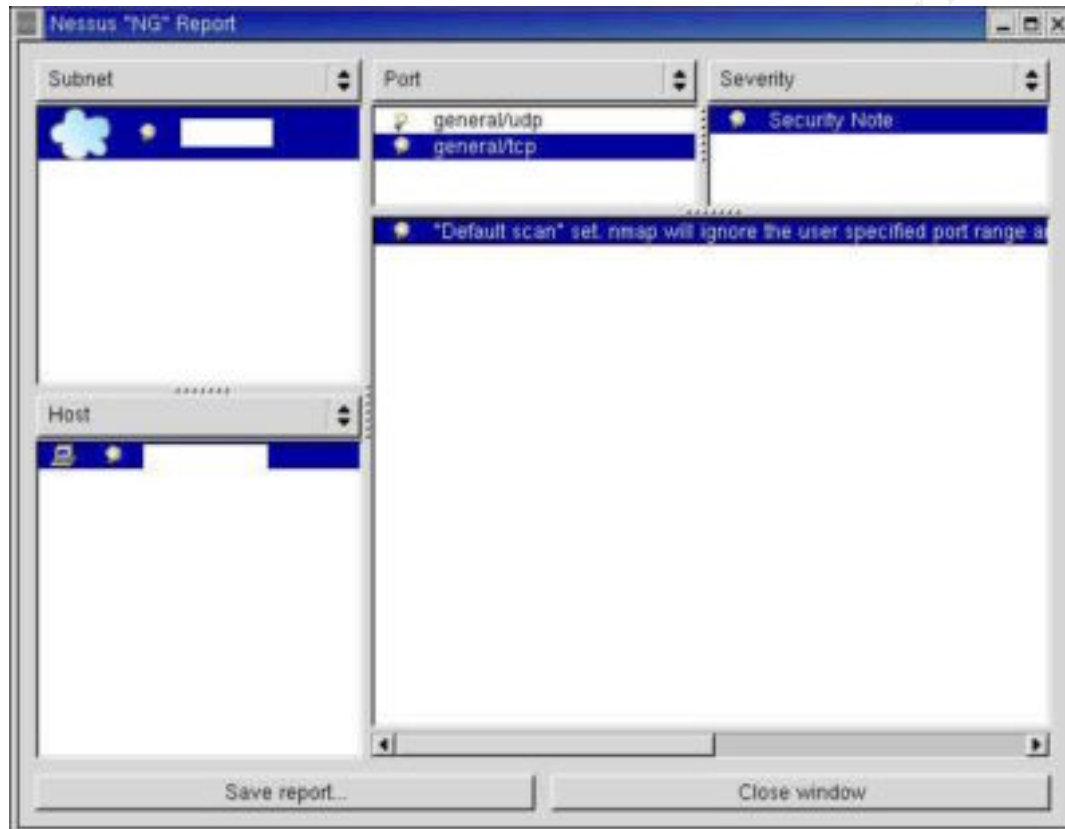 Nessus "NG" Report
Subnet
Port
Severity
general/udp
general/tcp
Security Note
"Default scan" set. nmap will ignore the user specified port range a
Host
Save report...
Close window